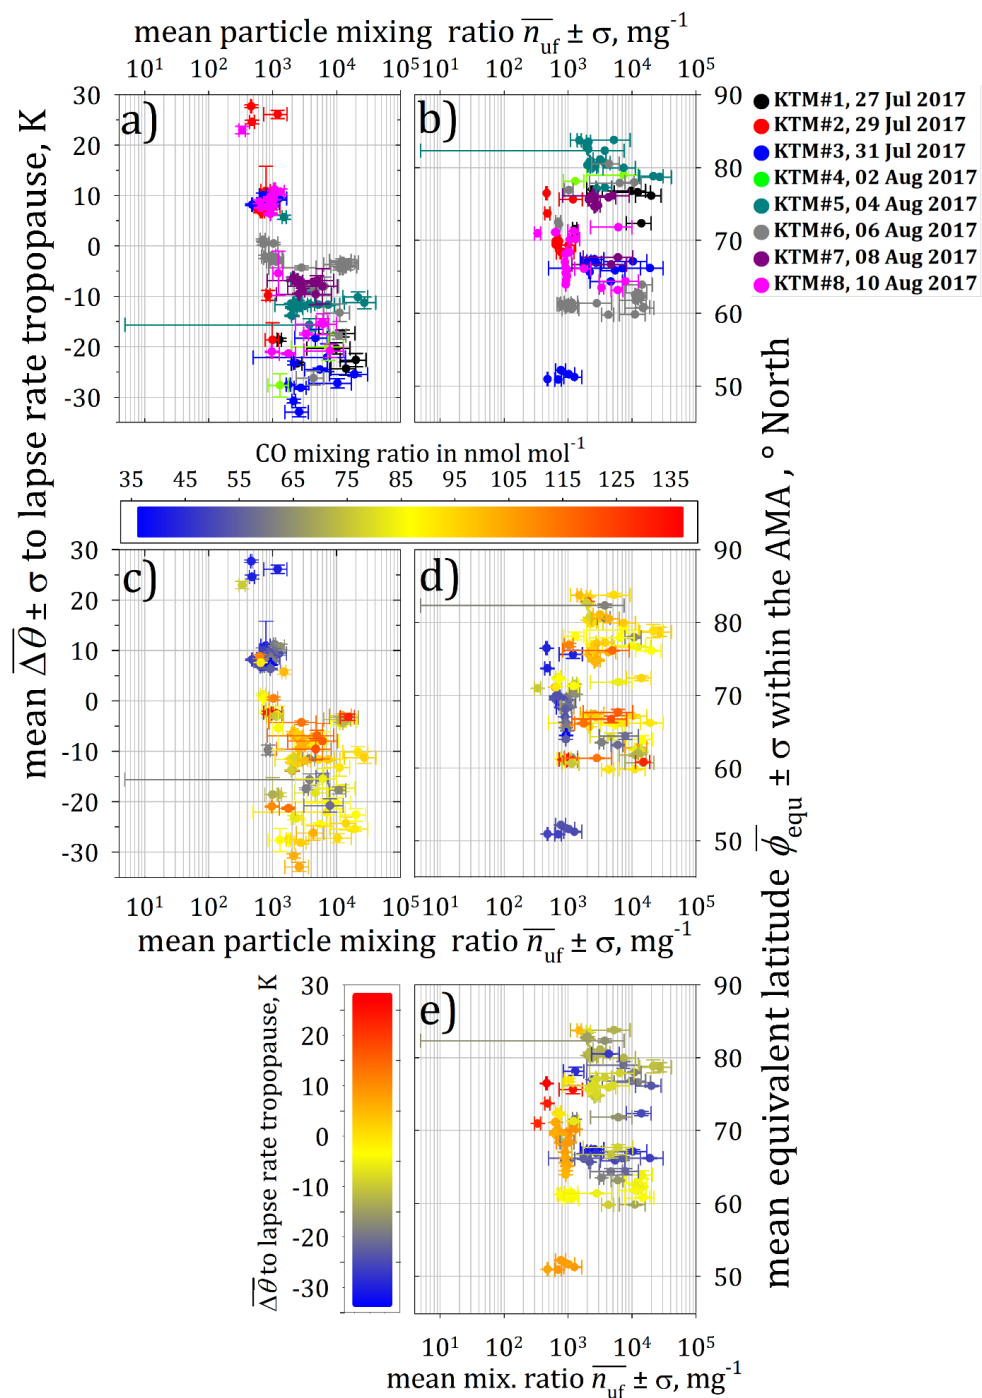 mean particle mixing ratio n̅uf ± σ, mg⁻¹
10¹ 10² 10³ 10⁴ 10⁵ 10¹ 10² 10³ 10⁴ 10⁵
a)
b)
30
20
10
0
-10
-20
-30
90
80
70
60
50
KTM#1, 27 Jul 2017
KTM#2, 29 Jul 2017
KTM#3, 31 Jul 2017
KTM#4, 02 Aug 2017
KTM#5, 04 Aug 2017
KTM#6, 06 Aug 2017
KTM#7, 08 Aug 2017
KTM#8, 10 Aug 2017
mean Δθ̅ ± σ to lapse rate tropopause, K
mean equivalent latitude ϕ̅equ ± σ within the AMA, ° North
CO mixing ratio in nmol mol⁻¹
35 45 55 65 75 85 95 105 115 125 135
c)
d)
30
20
10
0
-10
-20
-30
90
80
70
60
50
10¹ 10² 10³ 10⁴ 10⁵ 10¹ 10² 10³ 10⁴ 10⁵
mean particle mixing ratio n̅uf ± σ, mg⁻¹
Δθ̅ to lapse rate tropopause, K
30
20
10
0
-10
-20
-30
e)
90
80
70
60
50
10¹ 10² 10³ 10⁴ 10⁵
mean mix. ratio n̅uf ± σ, mg⁻¹